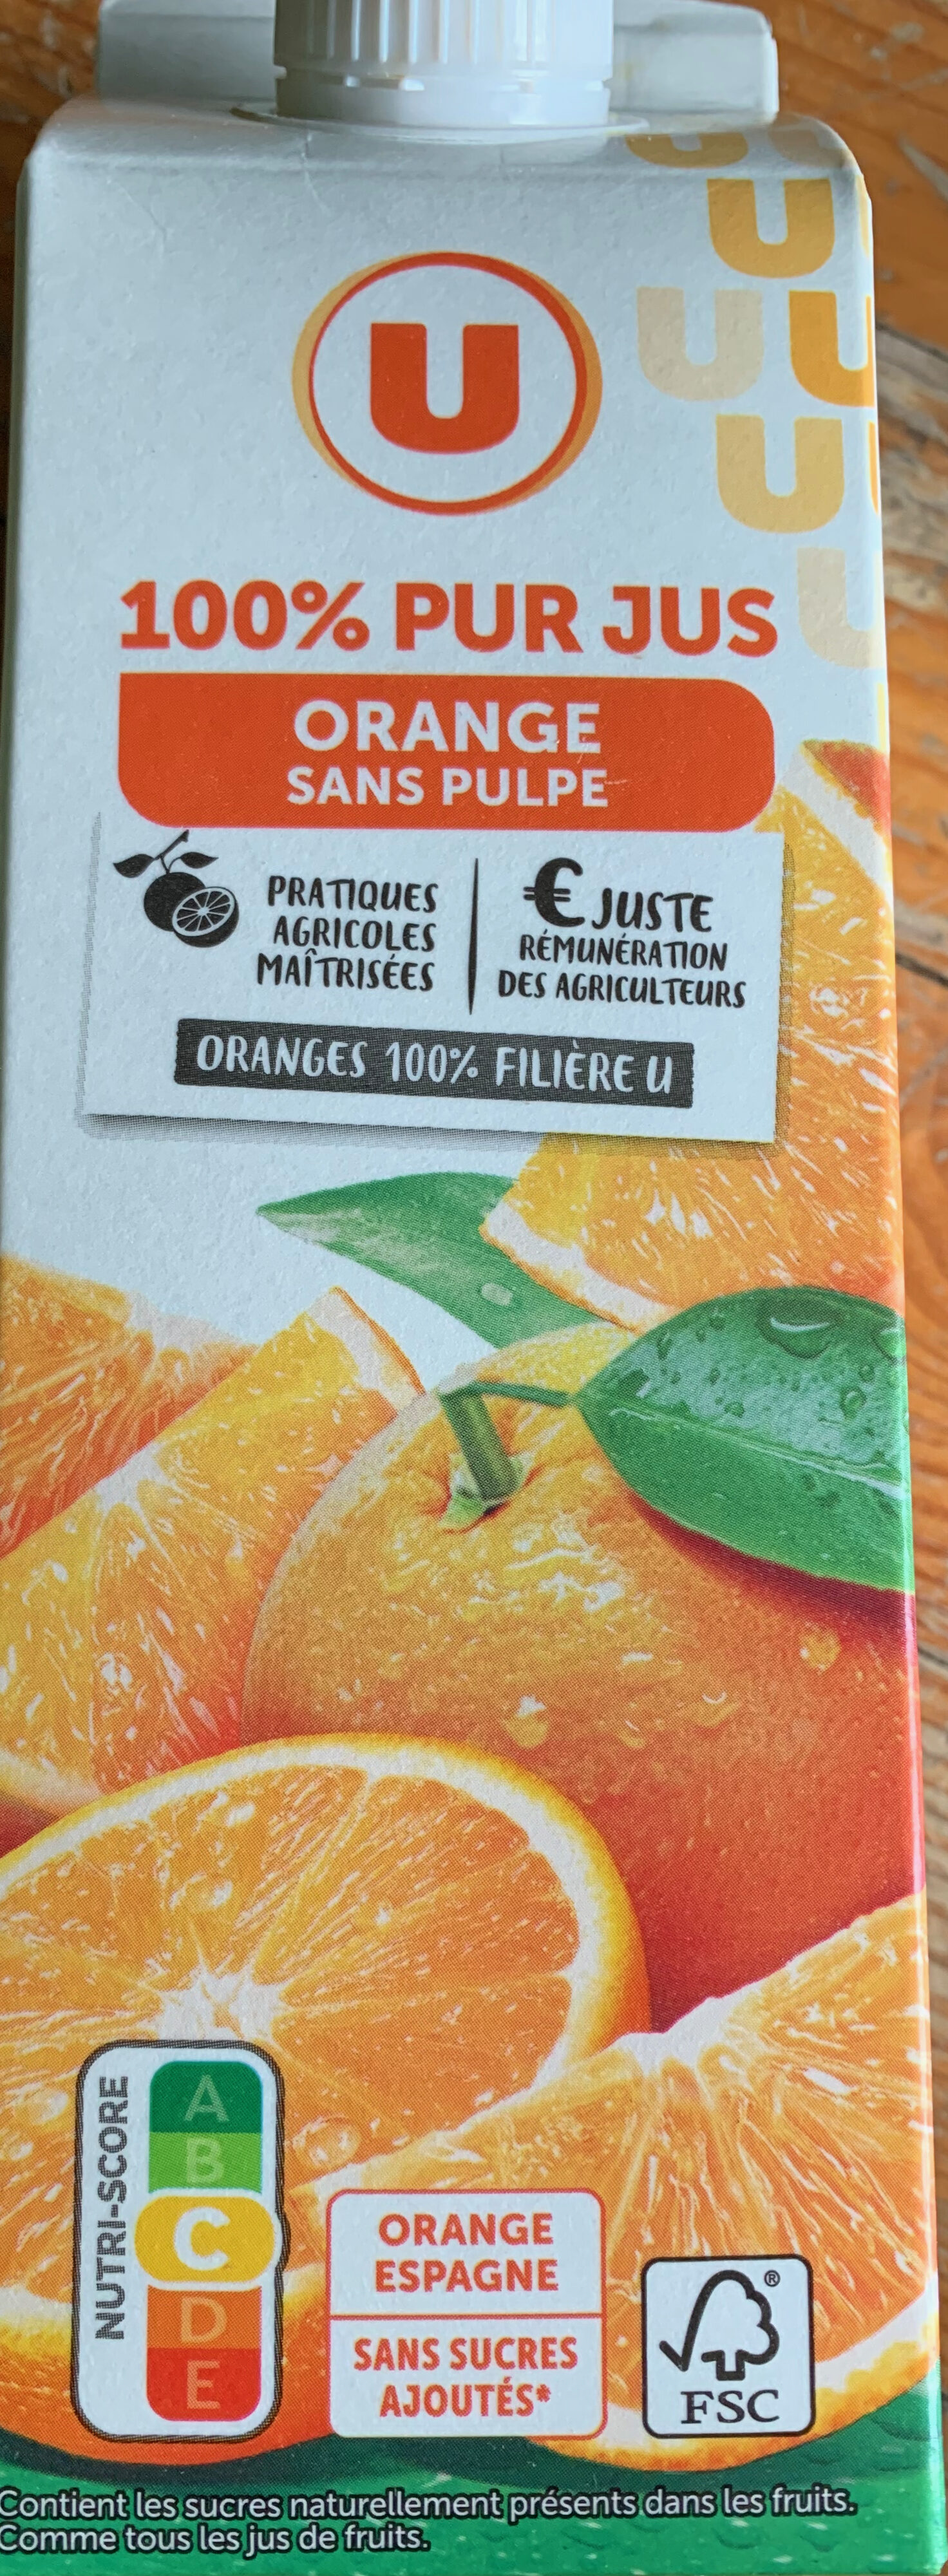 U
100% PUR JUS
ORANGE
SANS PULPE
PRATIQUES
AGRICOLES
MAÎTRISÉES
€ JUSTE
RÉMUNÉRATION
DES AGRICULTEURS
ORANGES 100% FILIÈRE U
NUTRI-SCORE
A
B
C
D
E
ORANGE
ESPAGNE
SANS SUCRES
AJOUTÉS*
®
FSC
Contient les sucres naturellement présents dans les fruits.
Comme tous les jus de fruits.